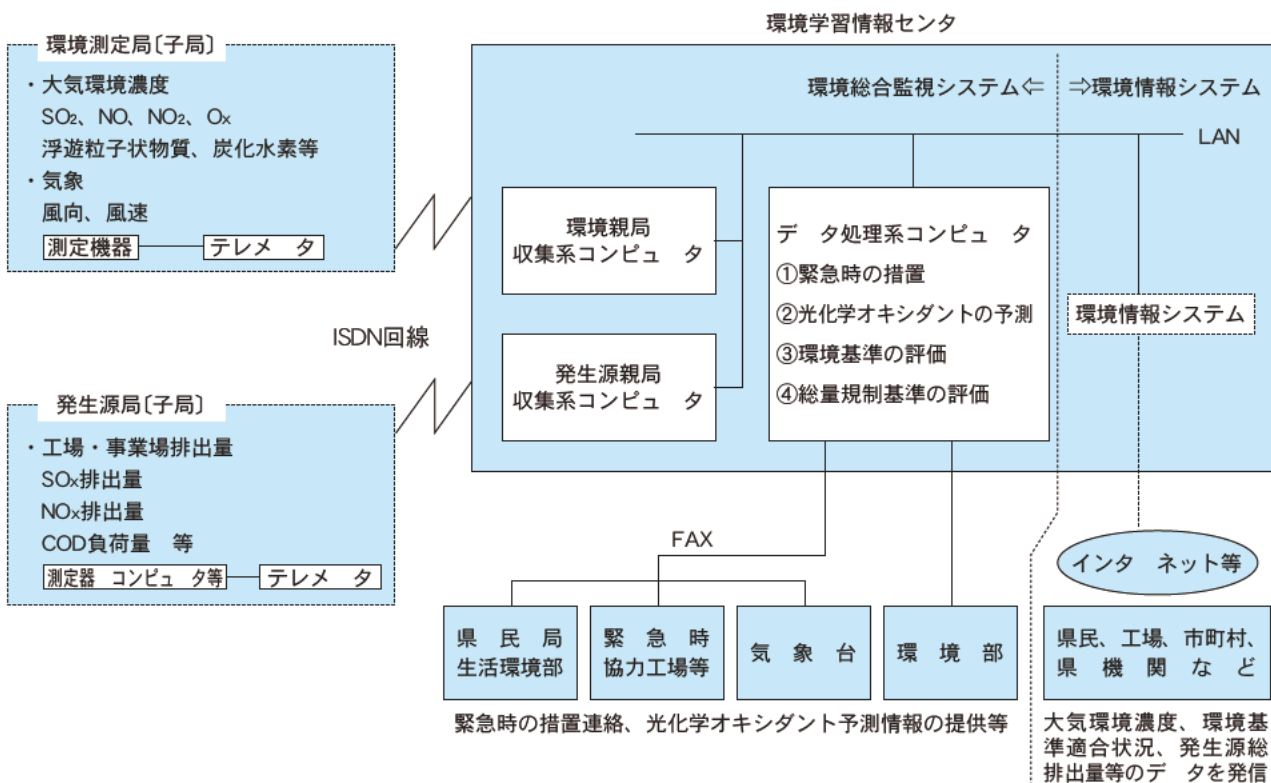 環境学習情報センタ
環境測定局〔子局〕
・大気環境濃度
SO₂、NO、NO₂、Oₓ
浮遊粒子状物質、炭化水素等
・気象
風向、風速
測定機器
テレメ タ
ISDN回線
発生源局〔子局〕
・工場・事業場排出量
SOₓ排出量
NOₓ排出量
COD負荷量 等
測定器 コンピュ タ等
テレメ タ
環境総合監視システム⇐
⇒環境情報システム
LAN
環境親局
収集系コンピュ タ
発生源親局
収集系コンピュ タ
デ タ処理系コンピュ タ
①緊急時の措置
②光化学オキシダントの予測
③環境基準の評価
④総量規制基準の評価
環境情報システム
FAX
インタ ネット等
県民局
生活環境部
緊急時
協力工場等
気象台
環境部
県民、工場、市町村、
県機関など
緊急時の措置連絡、光化学オキシダント予測情報の提供等
大気環境濃度、環境基
準適合状況、発生源総
排出量等のデ タを発信